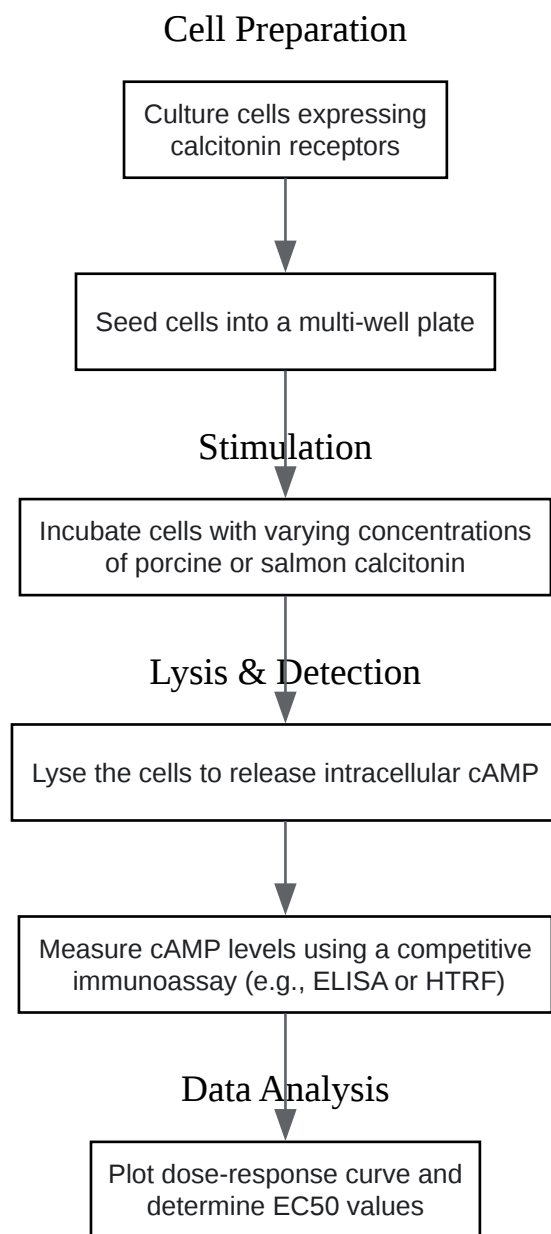 Cell Preparation
Culture cells expressing
calcitonin receptors
Seed cells into a multi-well plate
Stimulation
Incubate cells with varying concentrations
of porcine or salmon calcitonin
Lysis & Detection
Lyse the cells to release intracellular cAMP
Measure cAMP levels using a competitive
immunoassay (e.g., ELISA or HTRF)
Data Analysis
Plot dose-response curve and
determine EC50 values